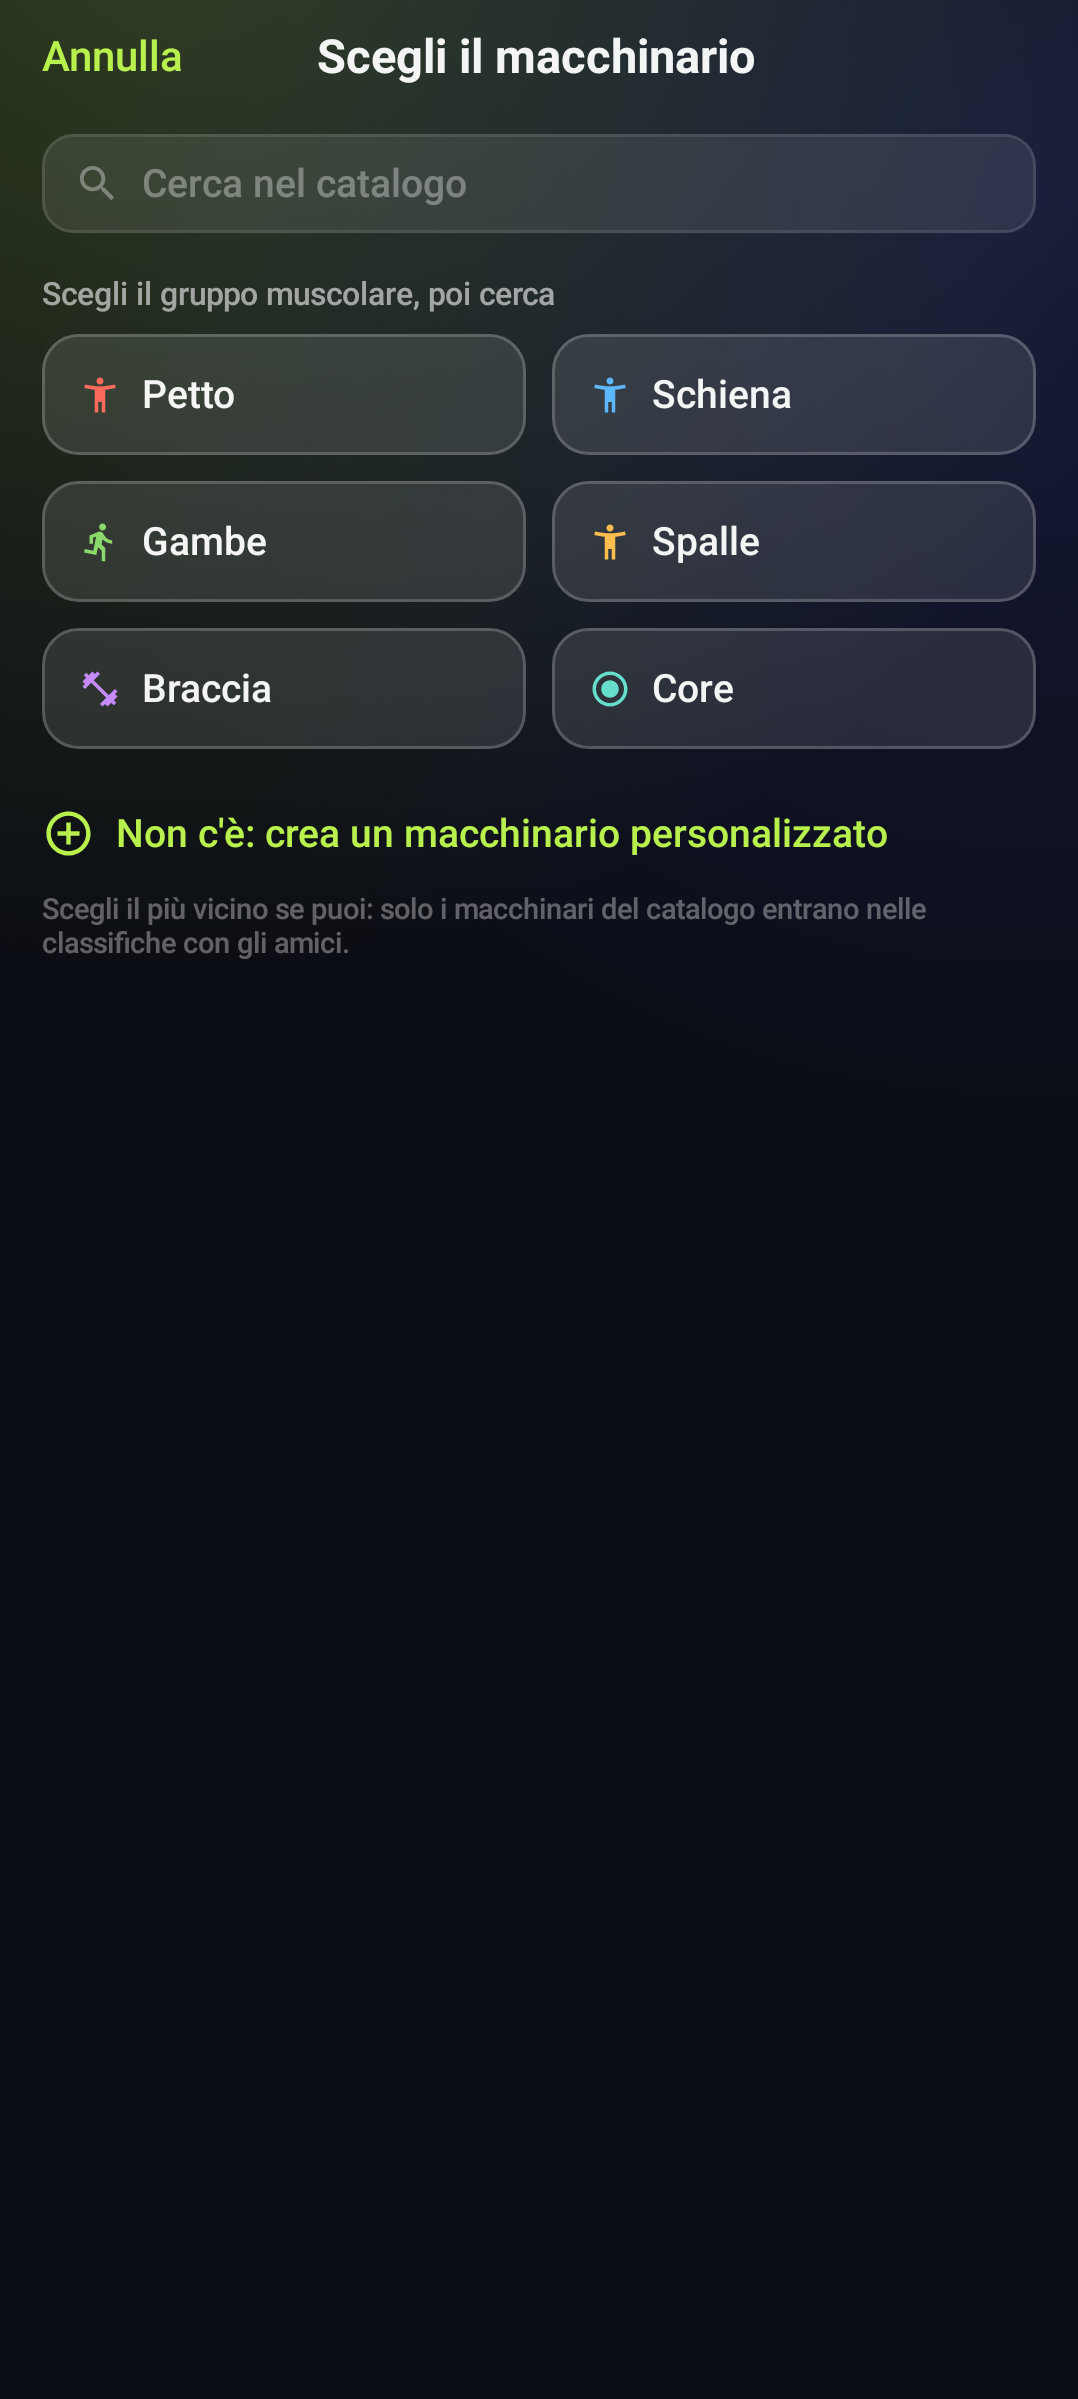 Annulla
Scegli il macchinario
Cerca nel catalogo
Scegli il gruppo muscolare, poi cerca
Petto
Schiena
Gambe
Spalle
Braccia
Core
Non c'è: crea un macchinario personalizzato
Scegli il più vicino se puoi: solo i macchinari del catalogo entrano nelle
classifiche con gli amici.